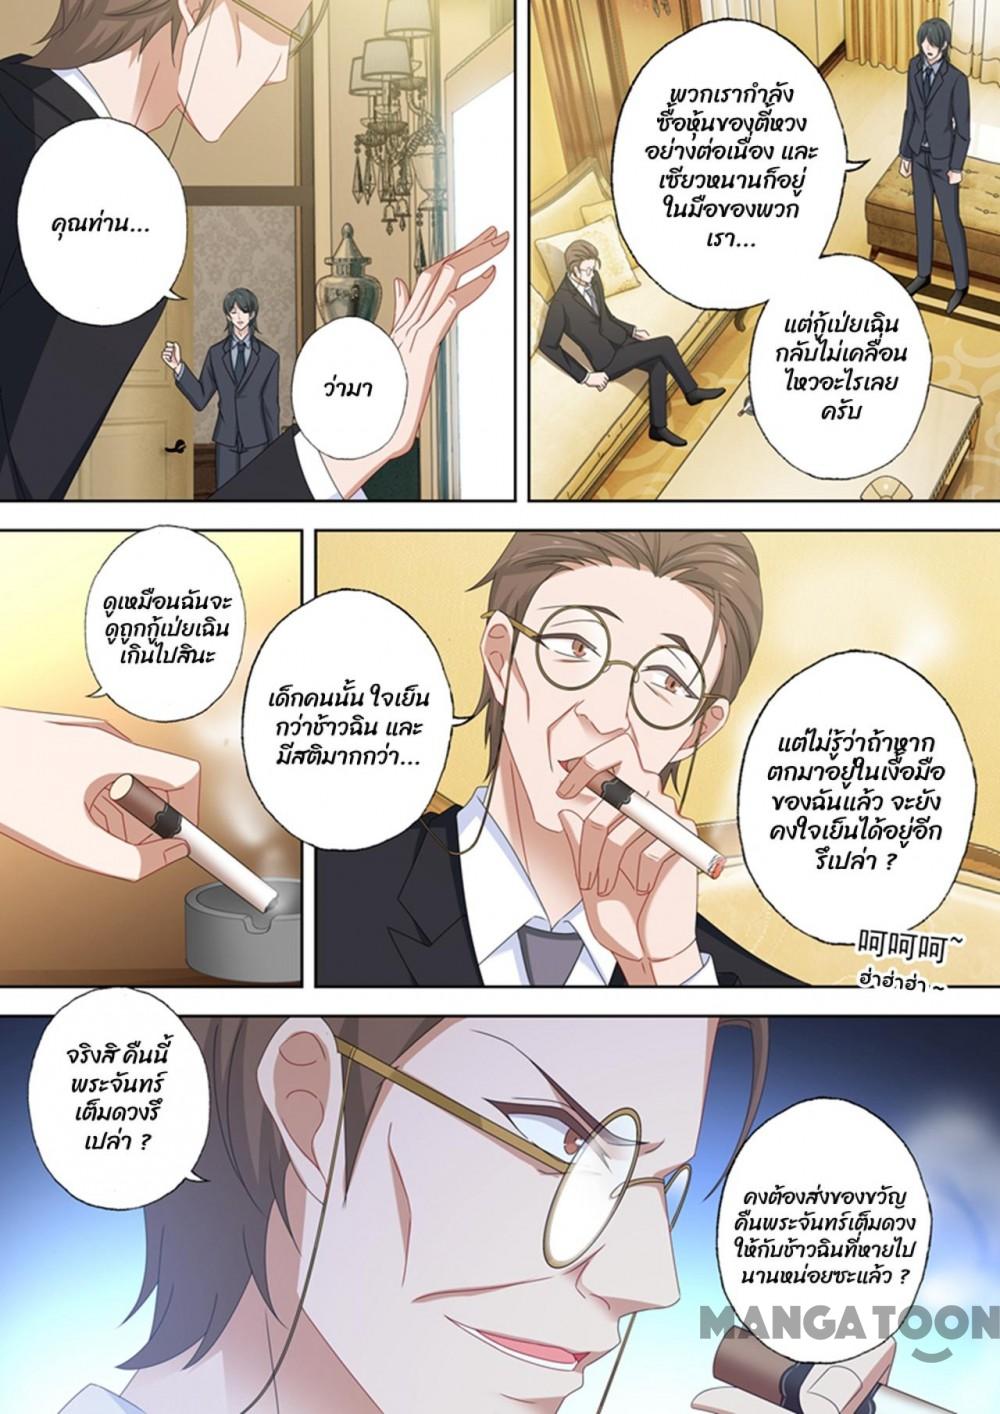 คุณท่าน...
ว่ามา
พวกเรากำลัง
ซื้อหุ้นของตี้หวง
อย่างต่อเนื่อง และ
เซียวหนานก็อยู่
ในมือของพวก
เรา...
แต่กู้เป่ยเฉิน
กลับไม่เคลื่อน
ไหวอะไรเลย
ครับ
ดูเหมือนฉันจะ
ดูถูกกู้เป่ยเฉิน
เกินไปสินะ
เด็กคนนั้น ใจเย็น
กว่าช้าวฉิน และ
มีสติมากกว่า...
แต่ไม่รู้ว่าถ้าหาก
ตกมาอยู่ในเงื้อมมือ
ของฉันแล้ว จะยัง
คงใจเย็นได้อยู่อีก
รึเปล่า ?
呵呵呵~
ฮ่าฮ่าฮ่า ~
จริงสิ คืนนี้
พระจันทร์
เต็มดวงรึ
เปล่า ?
คงต้องส่งของขวัญ
คืนพระจันทร์เต็มดวง
ให้กับช้าวฉินที่หายไป
นานหน่อยซะแล้ว ?
MANGATOON